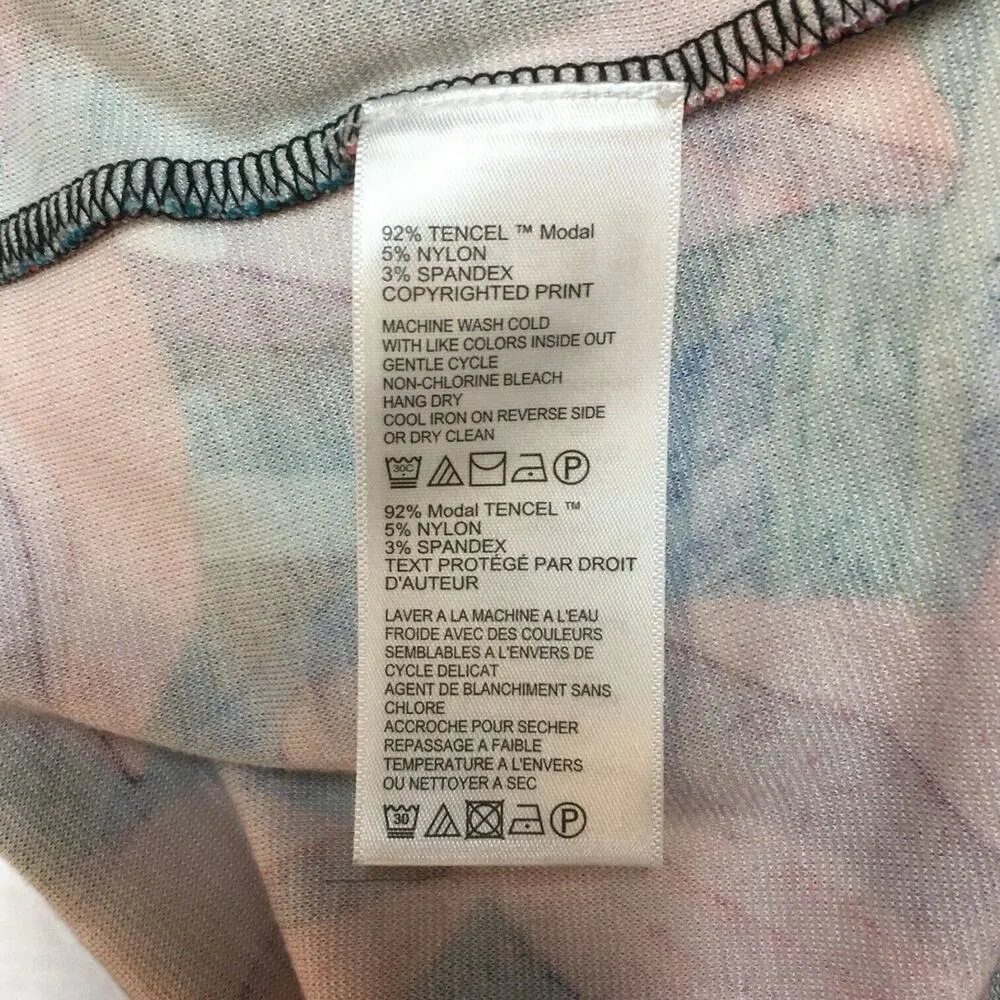 92% TENCEL ™ Modal
5% NYLON
3% SPANDEX
COPYRIGHTED PRINT
MACHINE WASH COLD
WITH LIKE COLORS INSIDE OUT
GENTLE CYCLE
NON-CHLORINE BLEACH
HANG DRY
COOL IRON ON REVERSE SIDE
OR DRY CLEAN
30C P
92% Modal TENCEL ™
5% NYLON
3% SPANDEX
TEXT PROTÉGÉ PAR DROIT
D'AUTEUR
LAVER A LA MACHINE A L'EAU
FROIDE AVEC DES COULEURS
SEMBLABLES A L'ENVERS DE
CYCLE DELICAT
AGENT DE BLANCHIMENT SANS
CHLORE
ACCROCHE POUR SECHER
REPASSAGE A FAIBLE
TEMPERATURE A L'ENVERS
OU NETTOYER A SEC
30 P